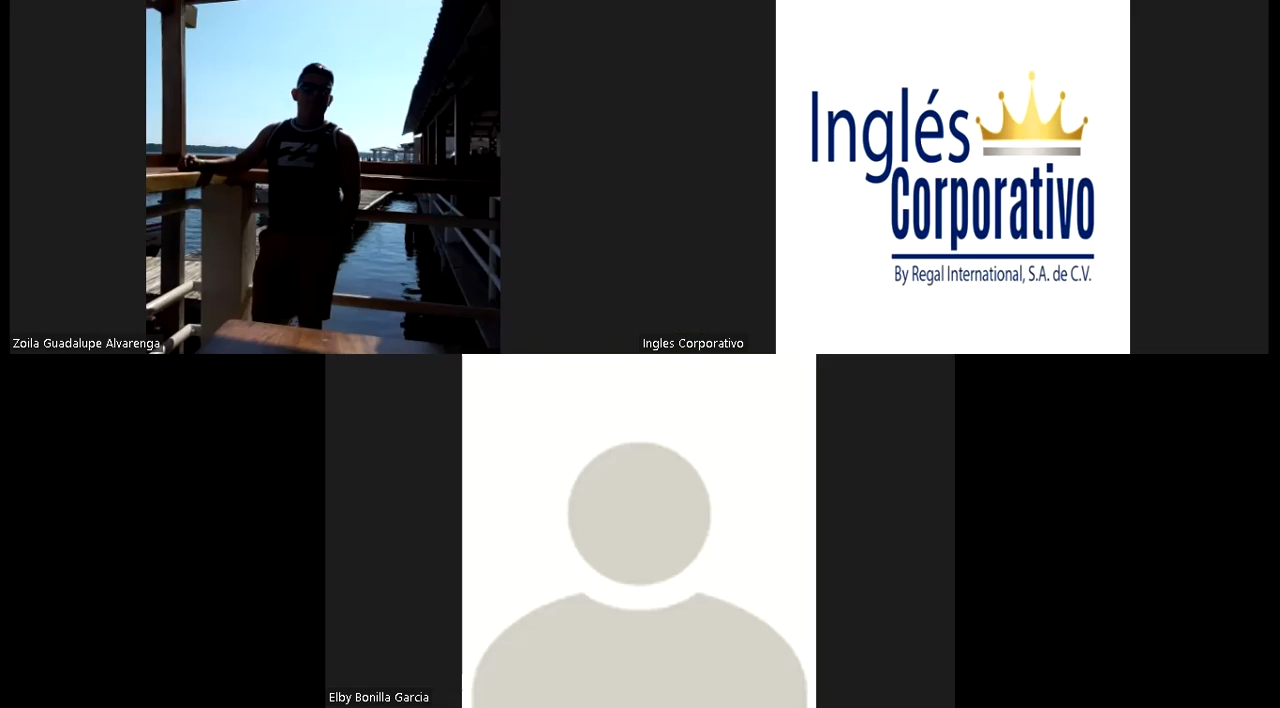 Inglés
Corporativo
By Regal International, S.A. de C.V.
Zoila Guadalupe Alvarenga
Ingles Corporativo
Elby Bonilla Garcia